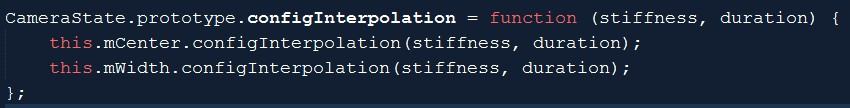 CameraState.prototype.configInterpolation = function (stiffness, duration) {
    this.mCenter.configInterpolation(stiffness, duration);
    this.mWidth.configInterpolation(stiffness, duration);
};